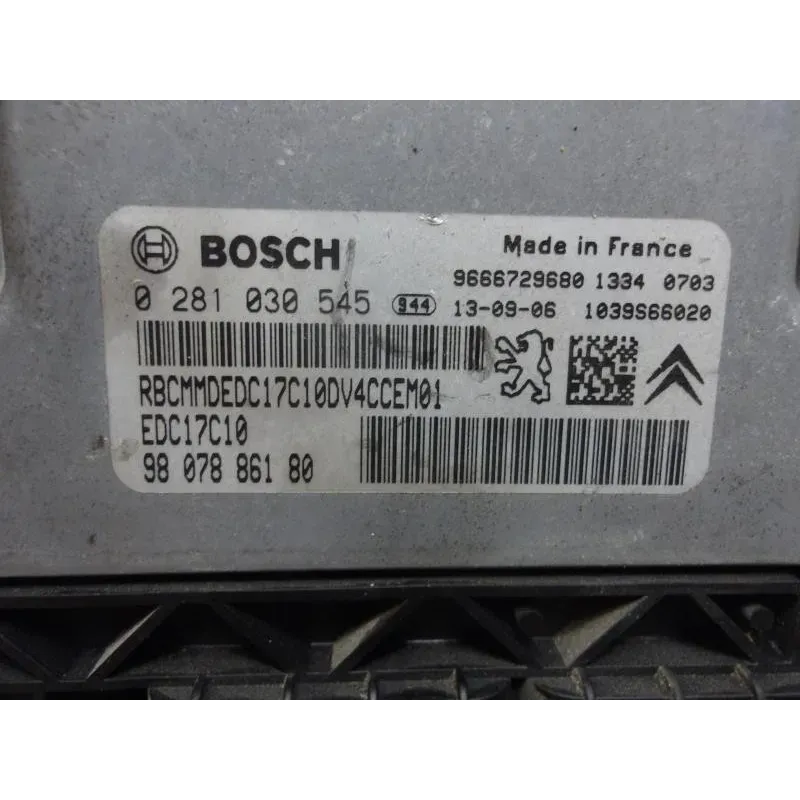 BOSCH
Made in France
9666729680 1334 0703
0 281 030 545 944 13-09-06 1039S66020
RBCMMDEDC17C10DV4CCEM01
EDC17C10
98 078 861 80